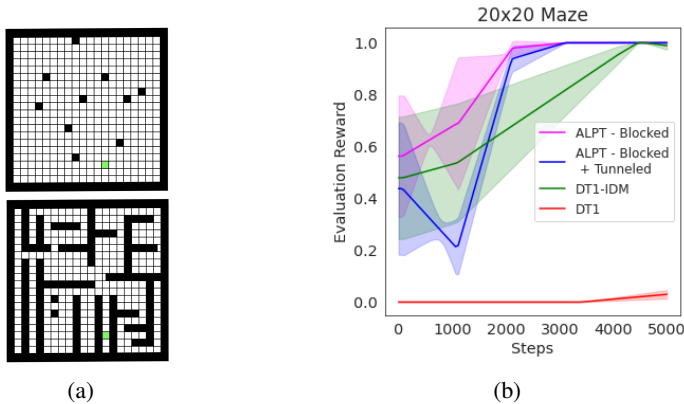 20x20 Maze
Evaluation Reward
1.0
0.8
0.6
0.4
0.2
0.0
ALPT - Blocked
ALPT - Blocked
+ Tunneled
DT1-IDM
DT1
0 1000 2000 3000 4000 5000
Steps
(a) (b)